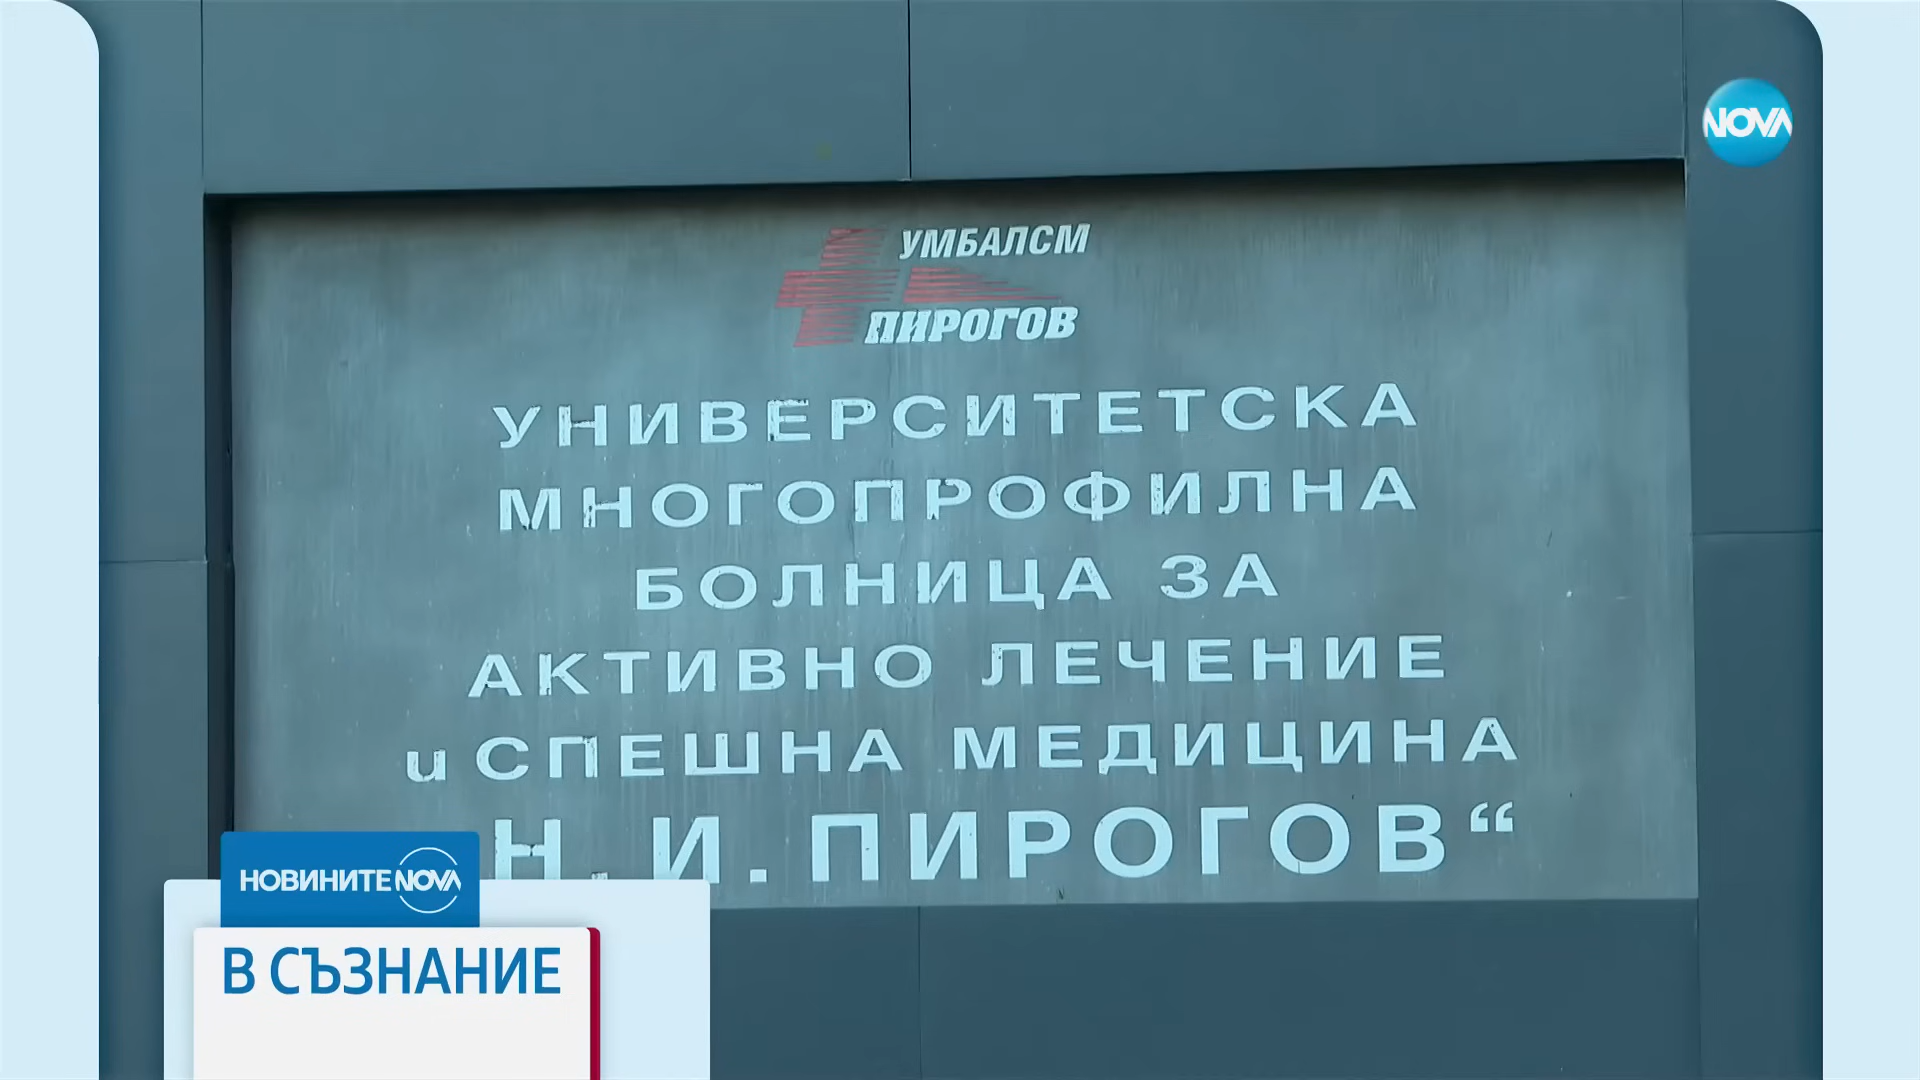 NOVA
УМБАЛСМ
ПИРОГОВ
УНИВЕРСИТЕТСКА
МНОГОПРОФИЛНА
БОЛНИЦА ЗА
АКТИВНО ЛЕЧЕНИЕ
и СПЕШНА МЕДИЦИНА
Н. И. ПИРОГОВ“
НОВИНИТЕ NOVA
В СЪЗНАНИЕ